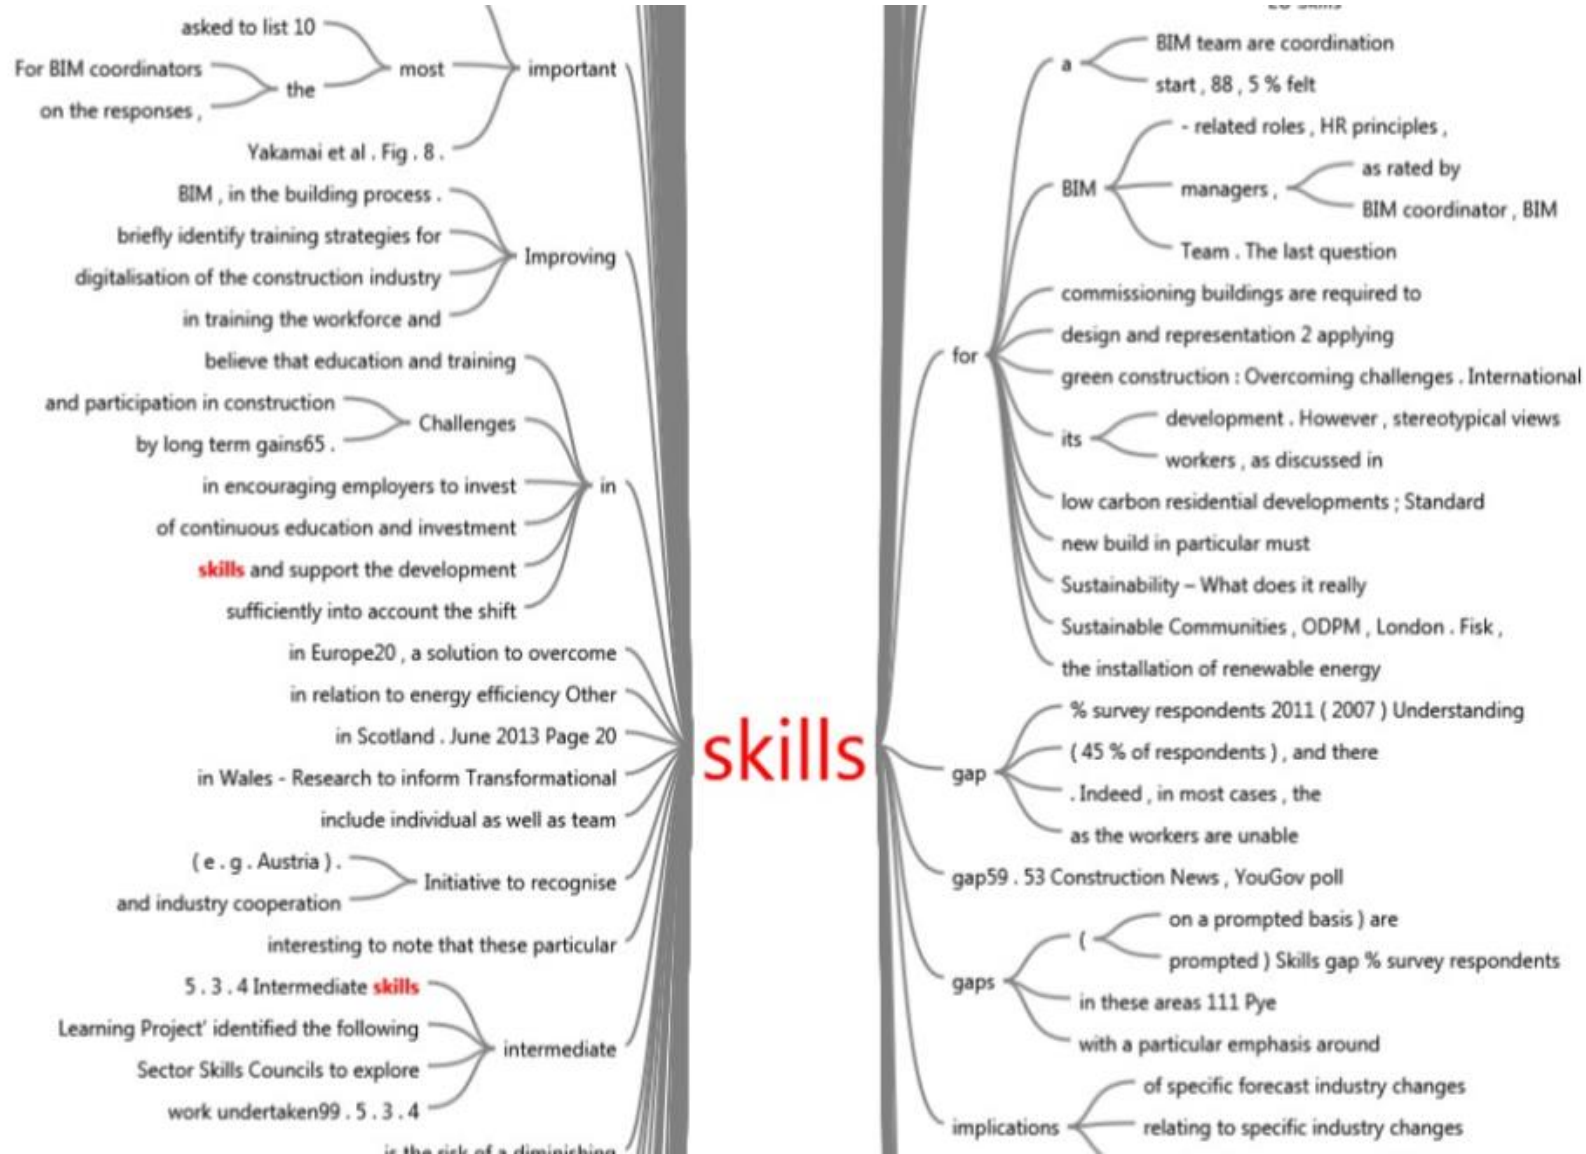 asked to list 10
For BIM coordinators
on the responses ,
the
most
important
Yakamai et al . Fig . 8 .
BIM , in the building process .
briefly identify training strategies for
digitalisation of the construction industry
in training the workforce and
Improving
believe that education and training
and participation in construction
by long term gains65 .
Challenges
in encouraging employers to invest
of continuous education and investment
skills and support the development
sufficiently into account the shift
in
in Europe20 , a solution to overcome
in relation to energy efficiency Other
in Scotland . June 2013 Page 20
in Wales - Research to inform Transformational
include individual as well as team
( e . g . Austria ) .
and industry cooperation
Initiative to recognise
interesting to note that these particular
5 . 3 . 4 Intermediate skills
Learning Project' identified the following
Sector Skills Councils to explore
work undertaken99 . 5 . 3 . 4
intermediate
is the risk of a diminishing
skills
a
BIM team are coordination
start , 88 , 5 % felt
for
BIM
- related roles , HR principles ,
managers ,
as rated by
BIM coordinator , BIM
Team . The last question
commissioning buildings are required to
design and representation 2 applying
green construction : Overcoming challenges . International
its
development . However , stereotypical views
workers , as discussed in
low carbon residential developments ; Standard
new build in particular must
Sustainability – What does it really
Sustainable Communities , ODPM , London . Fisk ,
the installation of renewable energy
gap
% survey respondents 2011 ( 2007 ) Understanding
( 45 % of respondents ) , and there
. Indeed , in most cases , the
as the workers are unable
gap59 . 53 Construction News , YouGov poll
gaps
(
on a prompted basis ) are
prompted ) Skills gap % survey respondents
in these areas 111 Pye
with a particular emphasis around
implications
of specific forecast industry changes
relating to specific industry changes